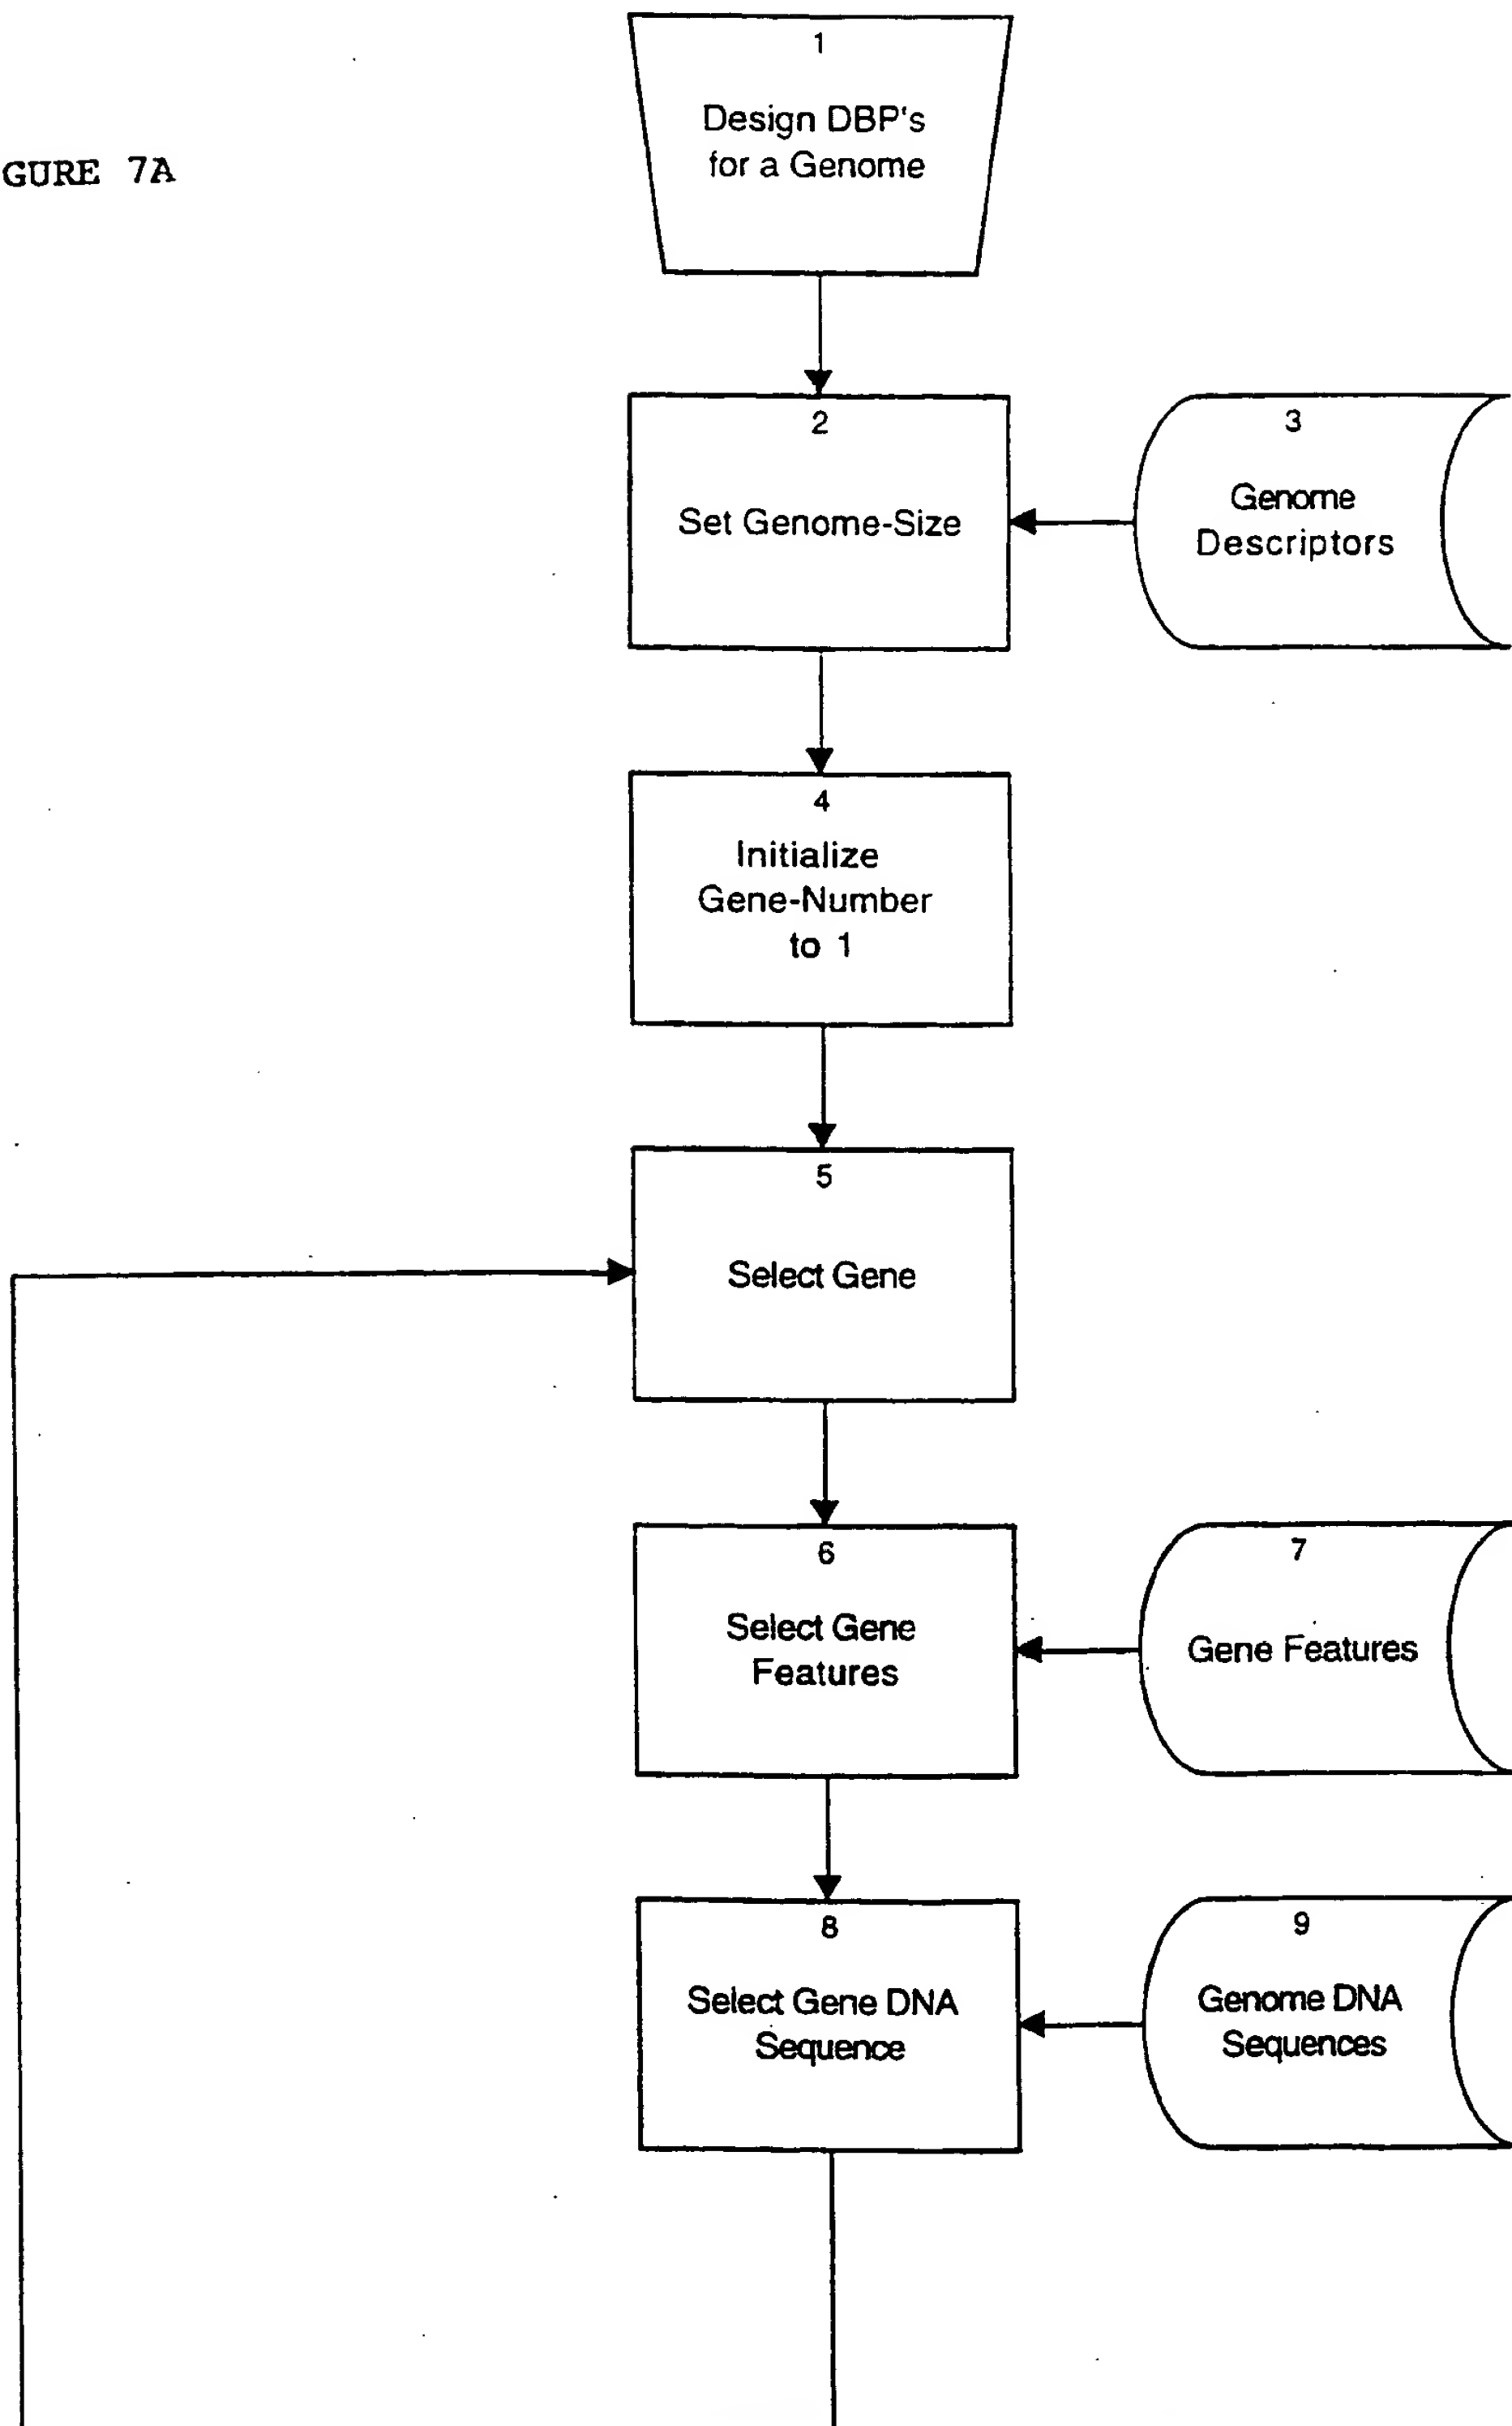 GURE 7A
1
Design DBP's
for a Genome
2
Set Genome-Size
3
Genome
Descriptors
4
Initialize
Gene-Number
to 1
5
Select Gene
6
Select Gene
Features
7
Gene Features
8
Select Gene DNA
Sequence
9
Genome DNA
Sequences